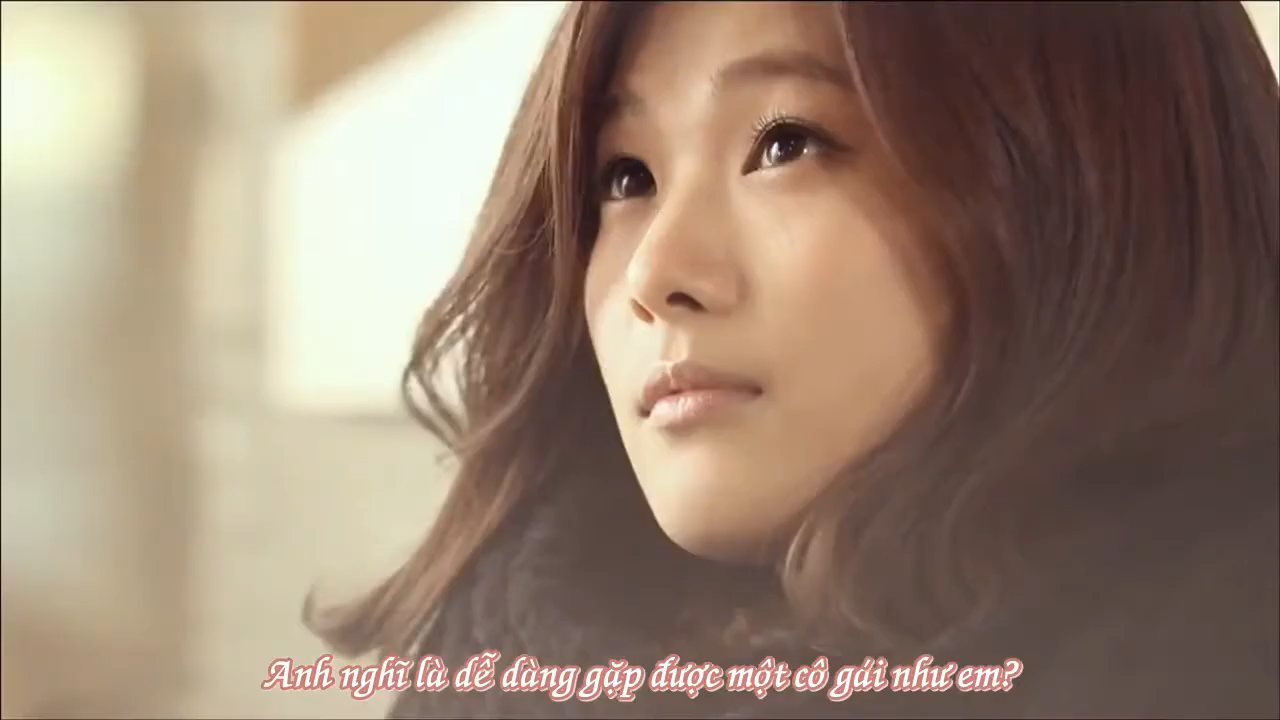 Anh nghĩ là dễ dàng gặp được một cô gái như em?